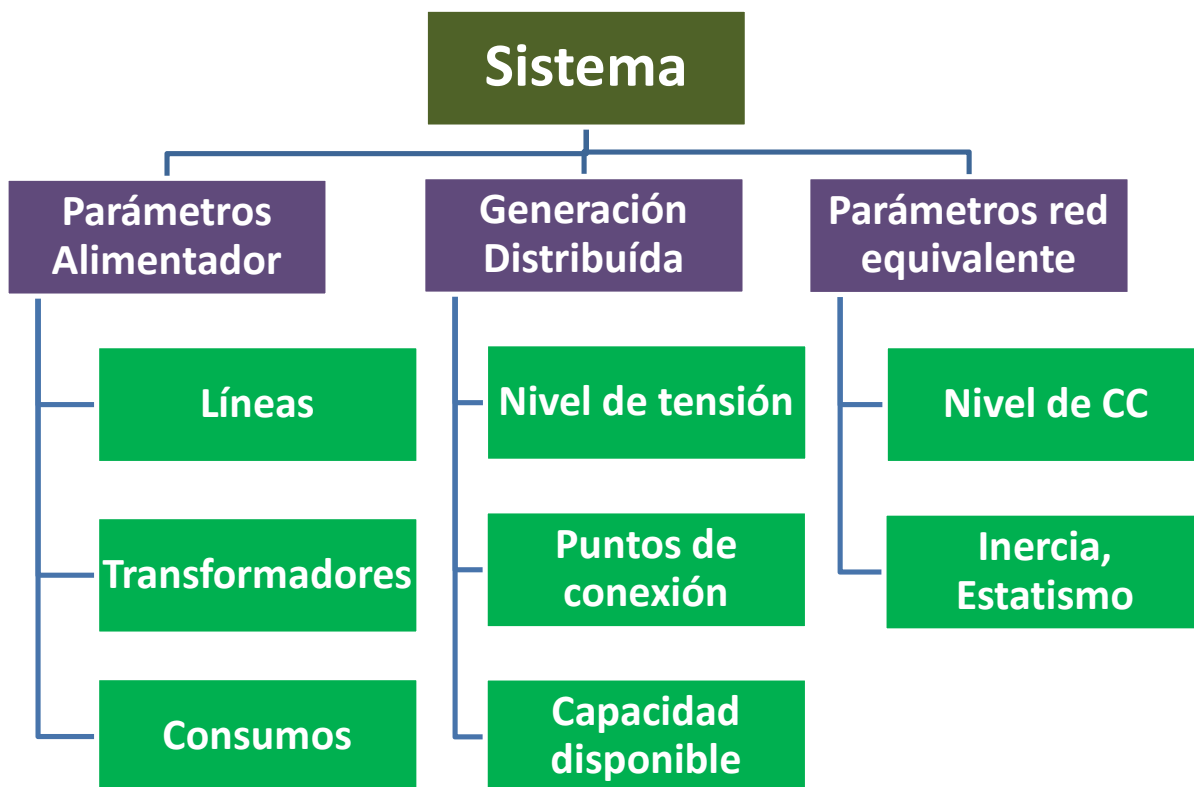 Sistema
Parámetros
Alimentador
Líneas
Transformadores
Consumos
Generación
Distribuída
Nivel de tensión
Puntos de
conexión
Capacidad
disponible
Parámetros red
equivalente
Nivel de CC
Inercia,
Estatismo